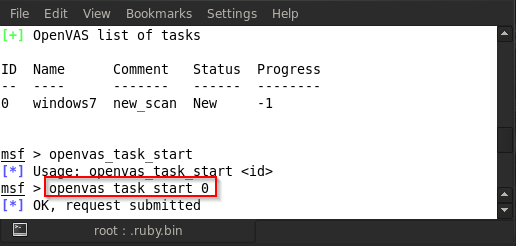 File Edit View Bookmarks Settings Help
[+] OpenVAS list of tasks
ID Name Comment Status Progress
-- ---- ------- ------ --------
0 windows7 new_scan New -1
msf > openvas_task_start
[*] Usage: openvas_task_start <id>
msf > openvas_task_start 0
[*] OK, request submitted
root : .ruby.bin